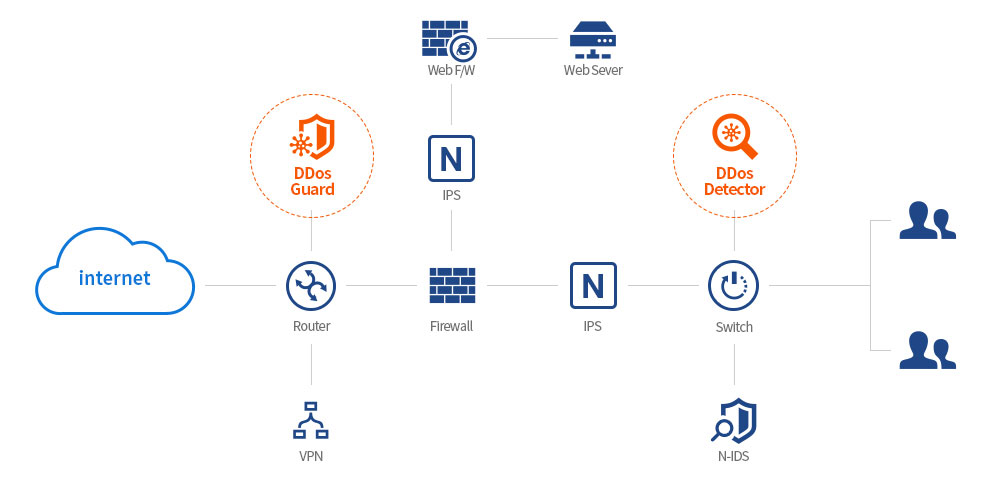 Web F/W
Web Sever
DDos
Guard
N
IPS
DDos
Detector
internet
Router
Firewall
N
IPS
Switch
VPN
N-IDS